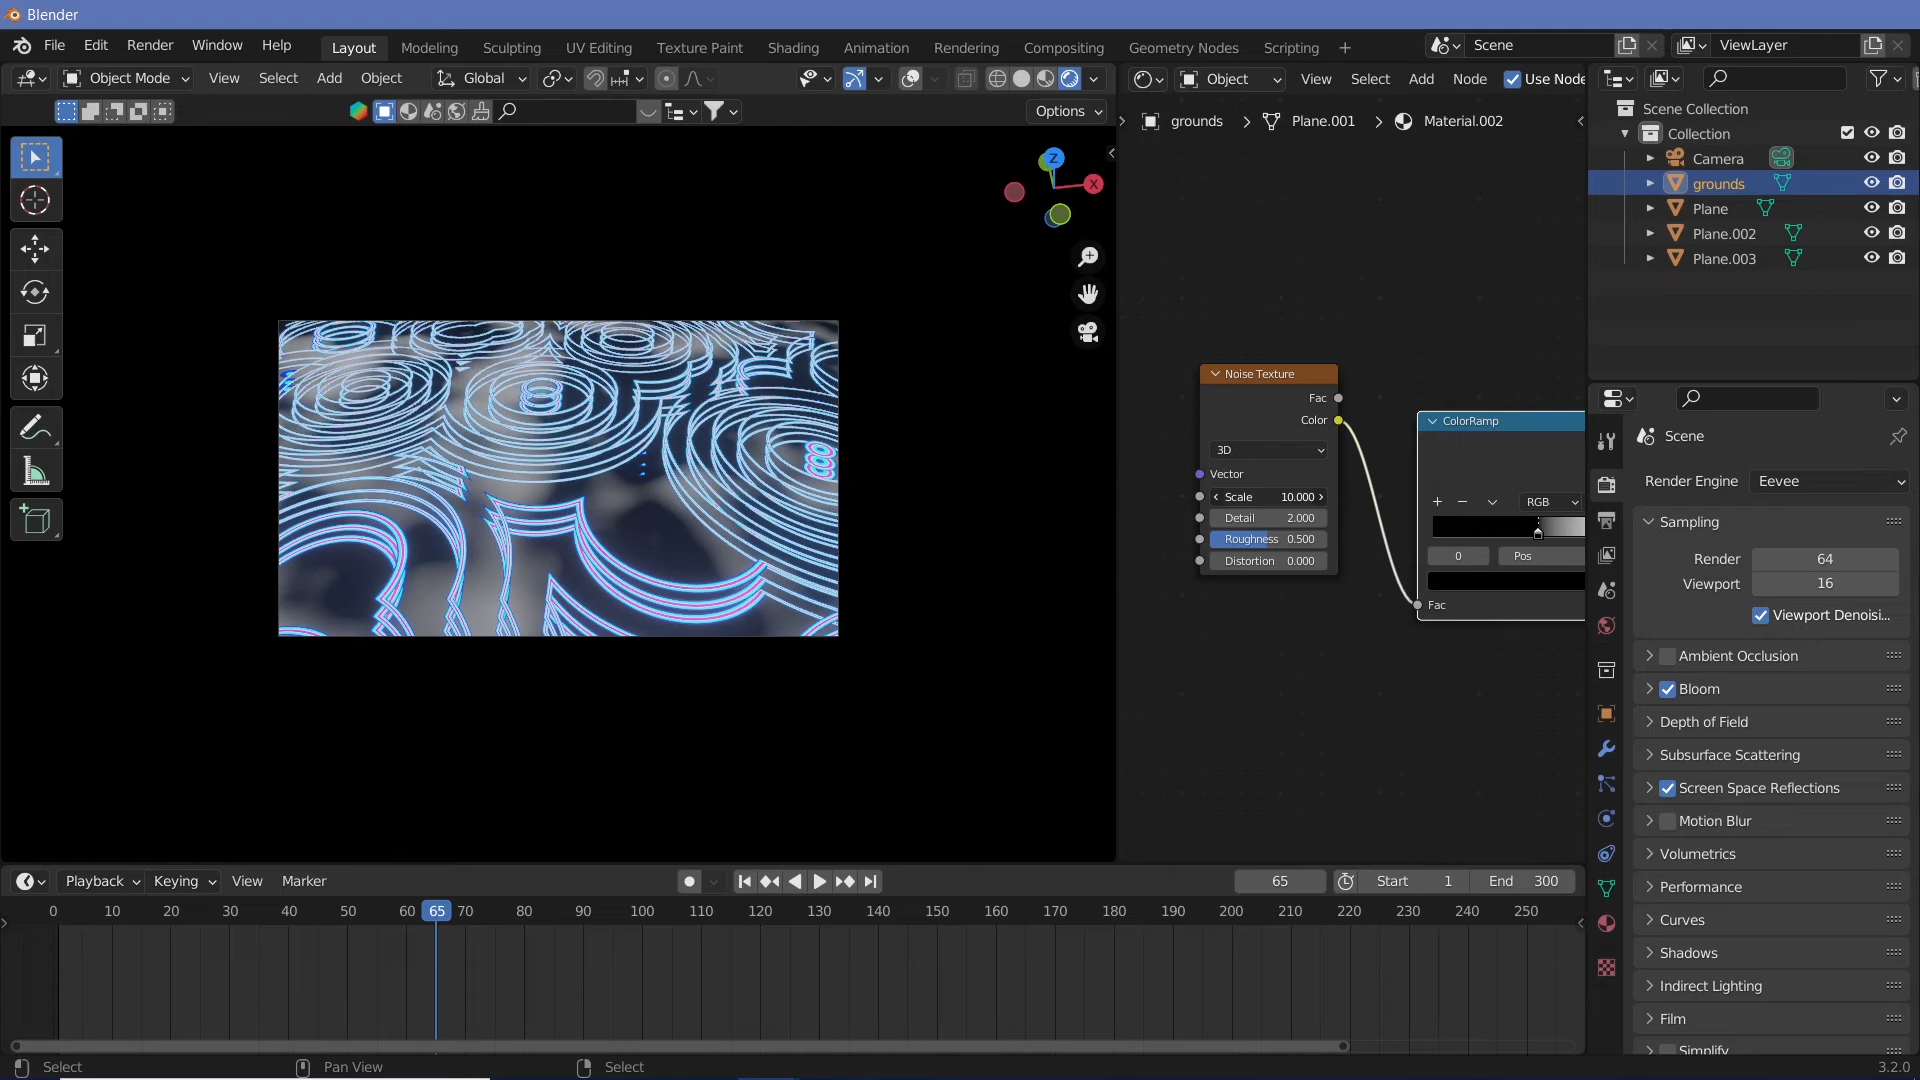 Blender
File Edit Render Window Help Layout Modeling Sculpting UV Editing Texture Paint Shading Animation Rendering Compositing Geometry Nodes Scripting + Scene ViewLayer
Object Mode View Select Add Object Global Object View Select Add Node Use Node
Options
grounds > Plane.001 > Material.002
Scene Collection
Collection
Camera
grounds
Plane
Plane.002
Plane.003
Z
X
Noise Texture
Fac
Color
3D
Vector
Scale 10.000
Detail 2.000
Roughness 0.500
Distortion 0.000
ColorRamp
RGB
0 Pos
Fac
Scene
Render Engine Eevee
Sampling
Render 64
Viewport 16
Viewport Denoisi...
Ambient Occlusion
Bloom
Depth of Field
Subsurface Scattering
Screen Space Reflections
Motion Blur
Volumetrics
Performance
Curves
Shadows
Indirect Lighting
Film
Simplify
Playback Keying View Marker 65 Start 1 End 300
0 10 20 30 40 50 60 65 70 80 90 100 110 120 130 140 150 160 170 180 190 200 210 220 230 240 250
Select Pan View Select 3.2.0